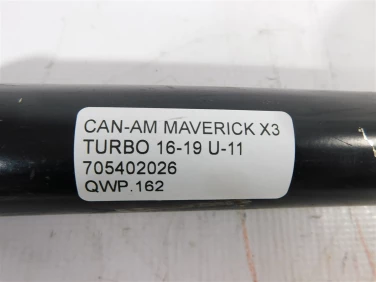 CAN-AM MAVERICK X3
TURBO 16-19 U-11
705402026
QWP.162